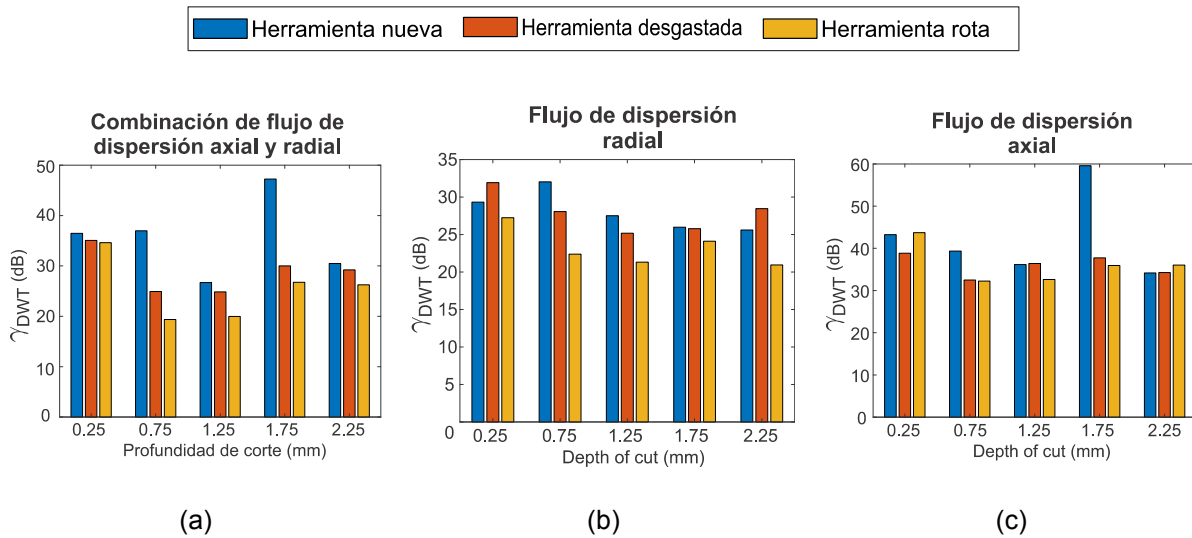 Herramienta nueva Herramienta desgastada Herramienta rota
Combinación de flujo de
dispersión axial y radial
50
40
30
20
10
0
γDWT (dB)
0.25 0.75 1.25 1.75 2.25
Profundidad de corte (mm)
(a)
Flujo de dispersión
radial
35
30
25
20
15
10
5
0
γDWT (dB)
0.25 0.75 1.25 1.75 2.25
Depth of cut (mm)
(b)
Flujo de dispersión
axial
60
50
40
30
20
10
0
γDWT (dB)
0.25 0.75 1.25 1.75 2.25
Depth of cut (mm)
(c)